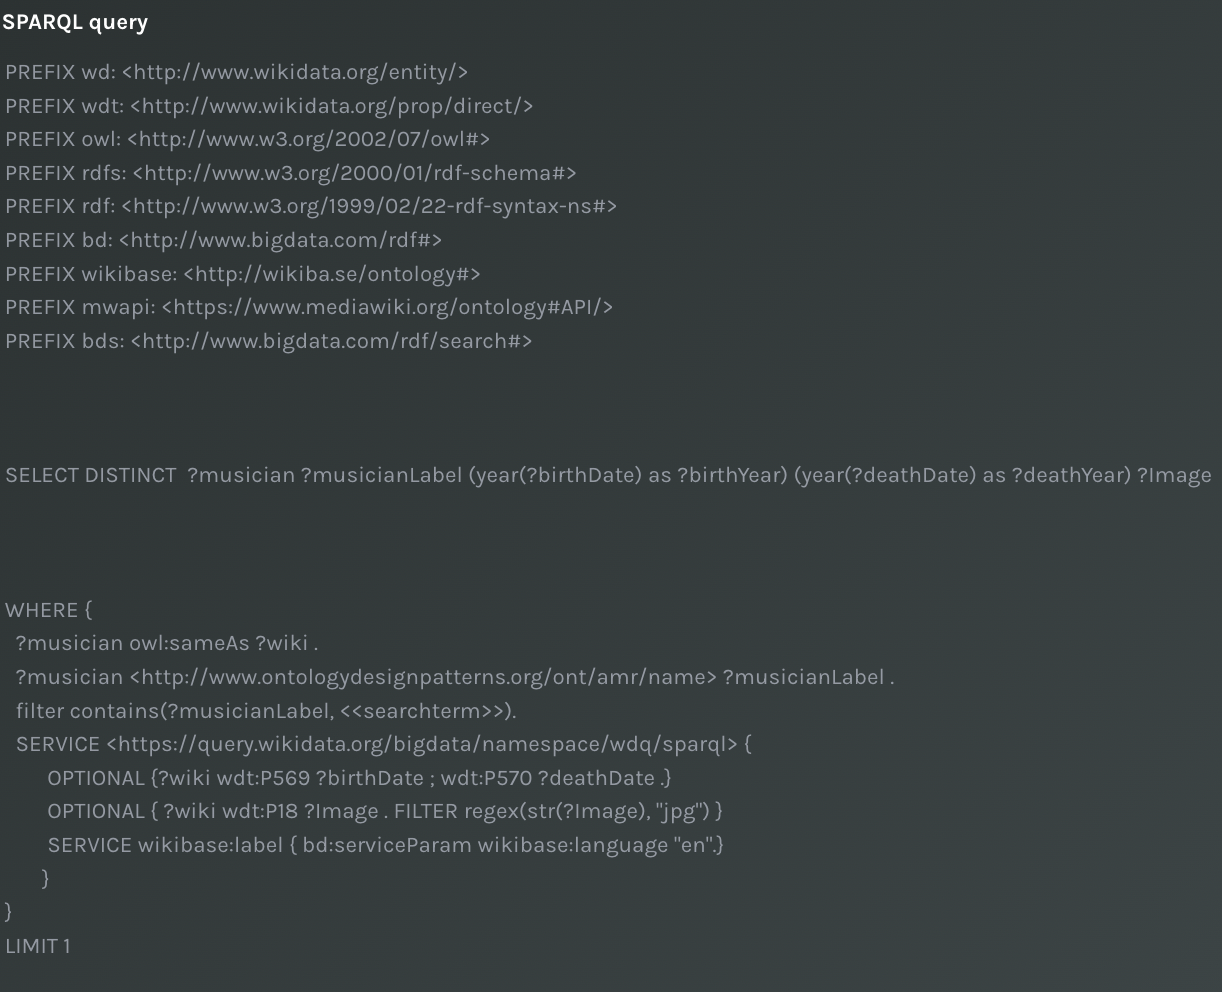 SPARQL query
PREFIX wd: <http://www.wikidata.org/entity/>
PREFIX wdt: <http://www.wikidata.org/prop/direct/>
PREFIX owl: <http://www.w3.org/2002/07/owl#>
PREFIX rdfs: <http://www.w3.org/2000/01/rdf-schema#>
PREFIX rdf: <http://www.w3.org/1999/02/22-rdf-syntax-ns#>
PREFIX bd: <http://www.bigdata.com/rdf#>
PREFIX wikibase: <http://wikiba.se/ontology#>
PREFIX mwapi: <https://www.mediawiki.org/ontology#API/>
PREFIX bds: <http://www.bigdata.com/rdf/search#>
SELECT DISTINCT  ?musician ?musicianLabel (year(?birthDate) as ?birthYear) (year(?deathDate) as ?deathYear) ?Image
WHERE {
?musician owl:sameAs ?wiki .
?musician <http://www.ontologydesignpatterns.org/ont/amr/name> ?musicianLabel .
filter contains(?musicianLabel, <<searchterm>>).
SERVICE <https://query.wikidata.org/bigdata/namespace/wdq/sparql> {
OPTIONAL {?wiki wdt:P569 ?birthDate ; wdt:P570 ?deathDate .}
OPTIONAL { ?wiki wdt:P18 ?Image . FILTER regex(str(?Image), "jpg") }
SERVICE wikibase:label { bd:serviceParam wikibase:language "en".}
}
}
LIMIT 1